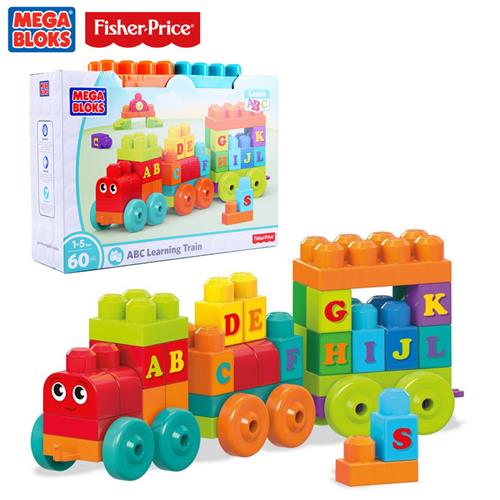 MEGA
BLOKS
Fisher-Price®
MEGA
BLOKS
Learn
ABC
A B
D E
C
F
G
K
H I J L
S
1-5
60
ABC Learning Train
Fisher-Price
A B
D E
C
F
G
K
H I J L
S